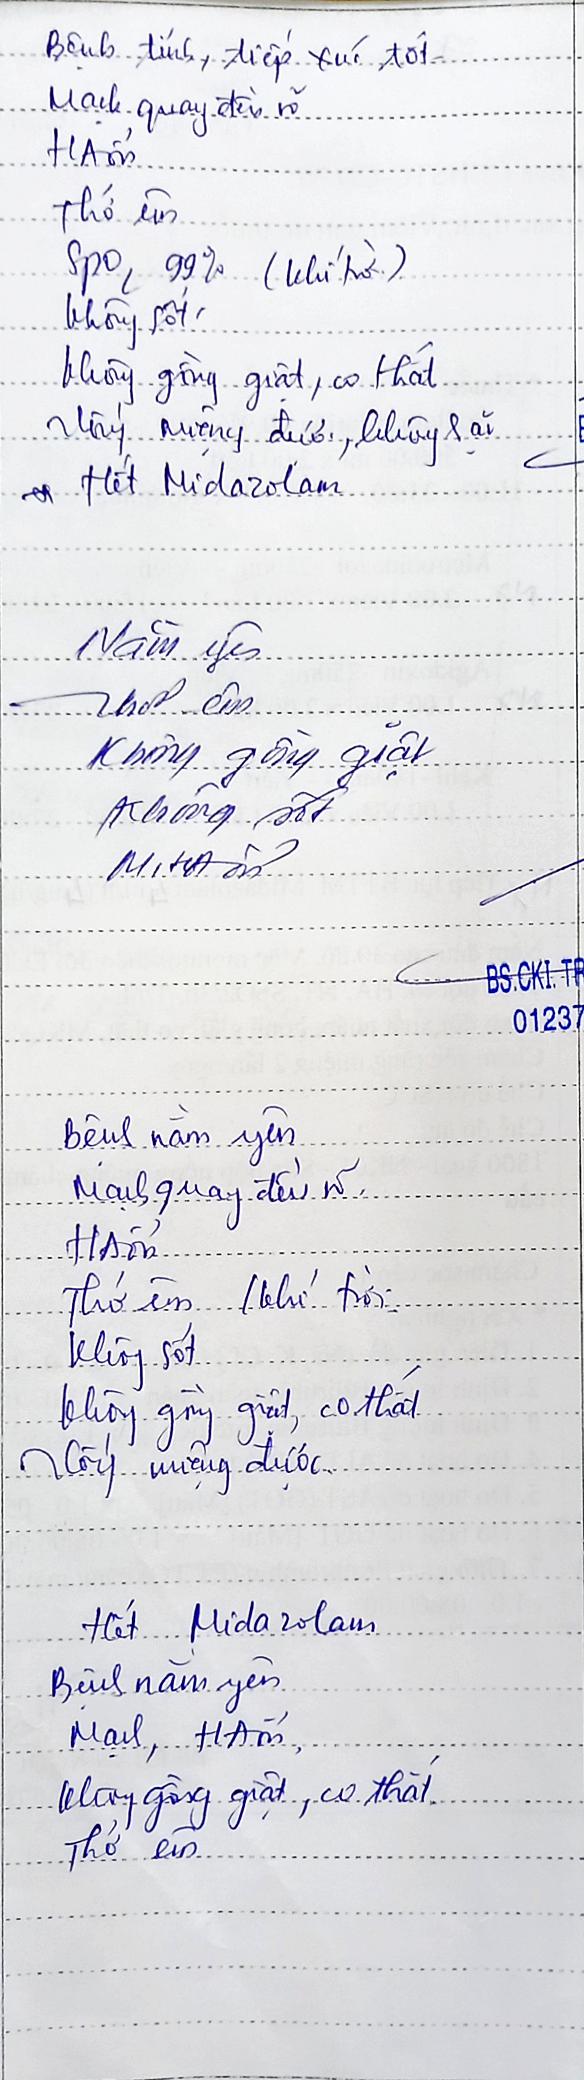 Bệnh tỉnh, tiếp xúc tốt
Mạch quay đều rõ
HA ổn
Thở êm
SpO2 99% (khí trời)
Không sốt.
Không gồng giật, co thắt
Uống miệng được, không sặc
Hết Midazolam
Nằm yên
Thở êm
Không gồng giật
Không sốt
M, HA ổn
BS.CKI. TR
01237
Bệnh nằm yên
Mạch quay đều rõ.
HA ổn
Thở êm (khí trời
Không sốt
Không gồng giật, co thắt
miệng được.
Hết Midazolam
Bệnh nằm yên
Mạch, HA ổn,
Không gồng giật, co thắt.
Thở êm